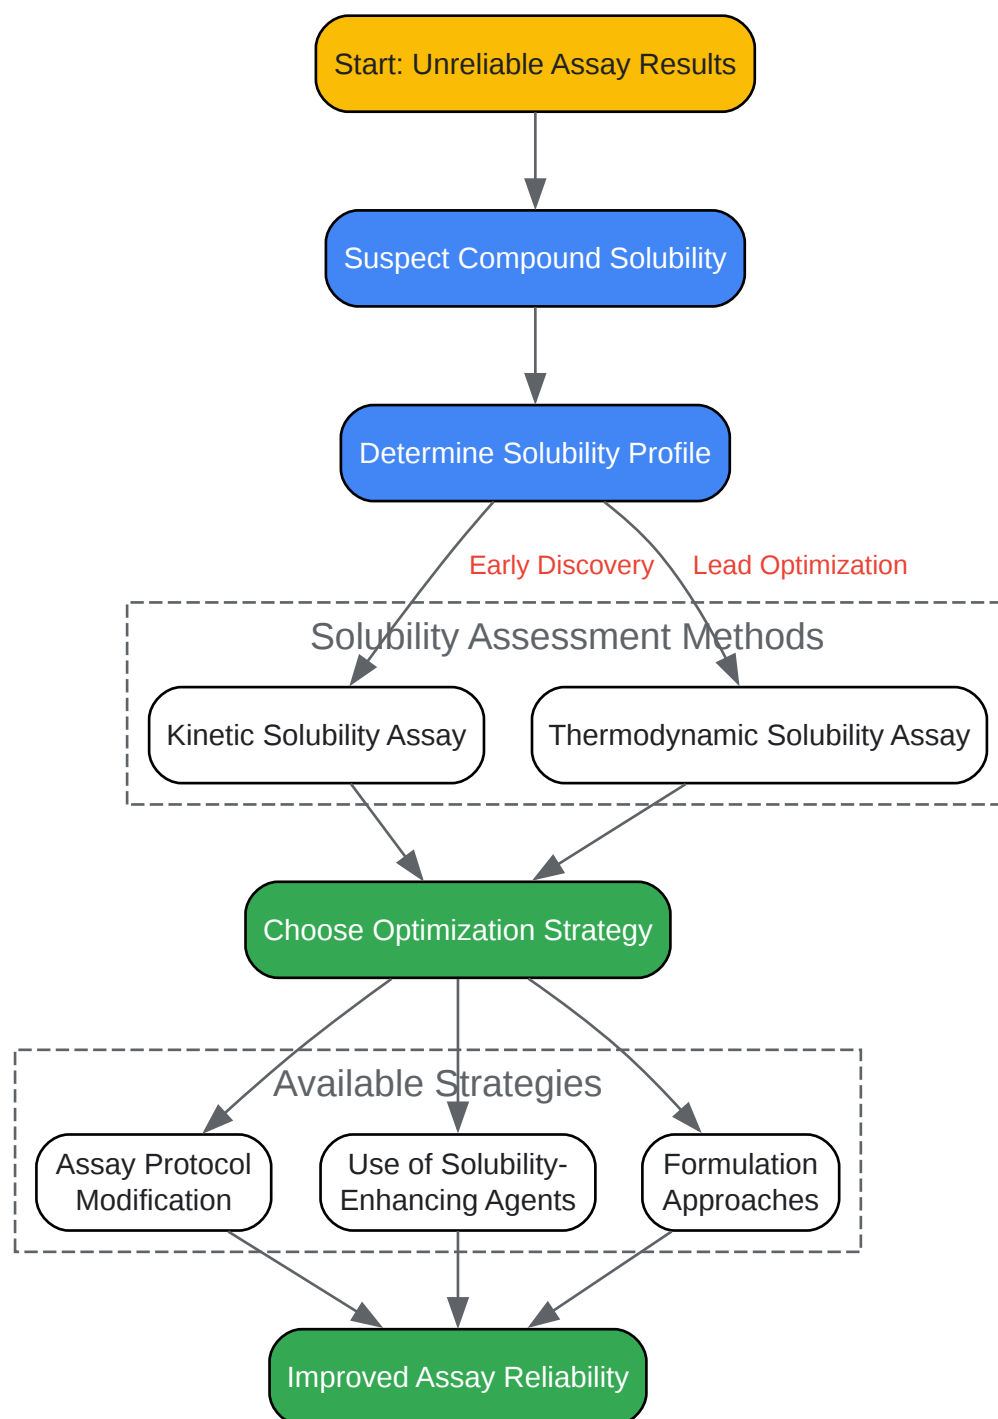 Start: Unreliable Assay Results
Suspect Compound Solubility
Determine Solubility Profile
Early Discovery
Lead Optimization
Solubility Assessment Methods
Kinetic Solubility Assay
Thermodynamic Solubility Assay
Choose Optimization Strategy
Available Strategies
Assay Protocol
Modification
Use of Solubility-
Enhancing Agents
Formulation
Approaches
Improved Assay Reliability